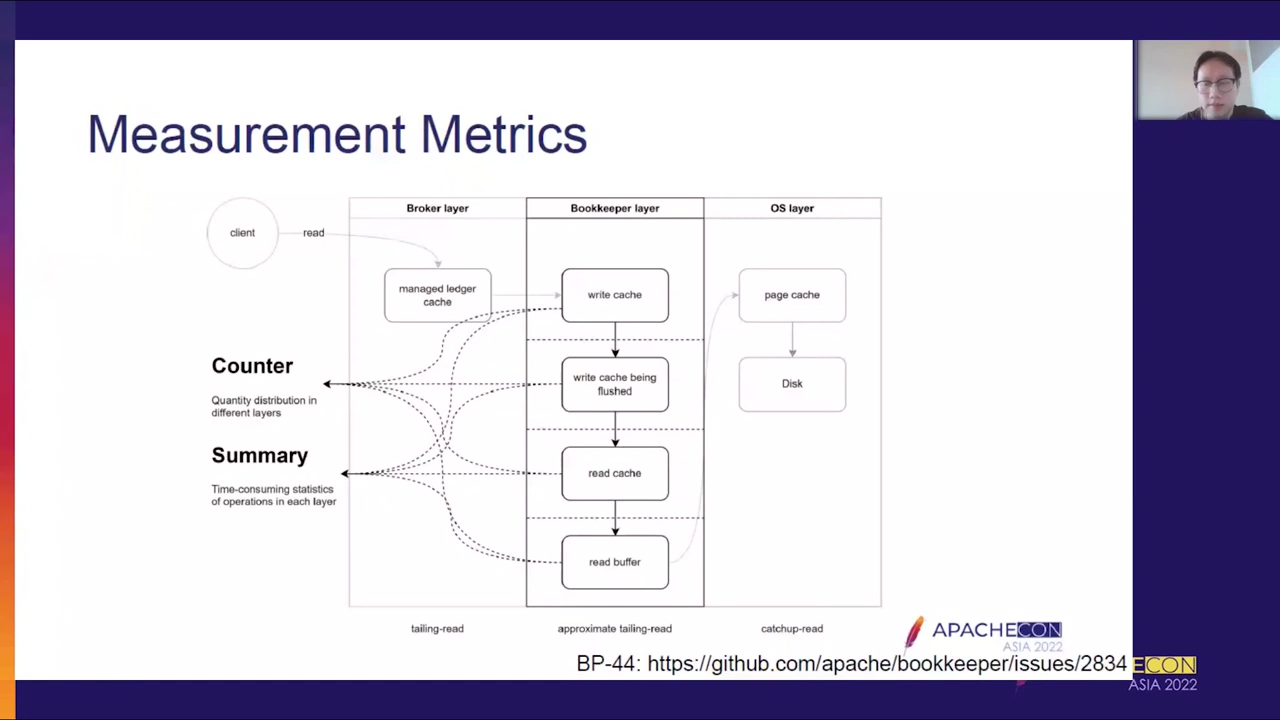 Measurement Metrics
Broker layer
Bookkeeper layer
OS layer
client
read
managed ledger
cache
write cache
page cache
Counter
Quantity distribution in
different layers
write cache being
flushed
Disk
Summary
Time-consuming statistics
of operations in each layer
read cache
read buffer
tailing-read
approximate tailing-read
catchup-read
APACHECON
ASIA 2022
BP-44: https://github.com/apache/bookkeeper/issues/2834
ECON
ASIA 2022